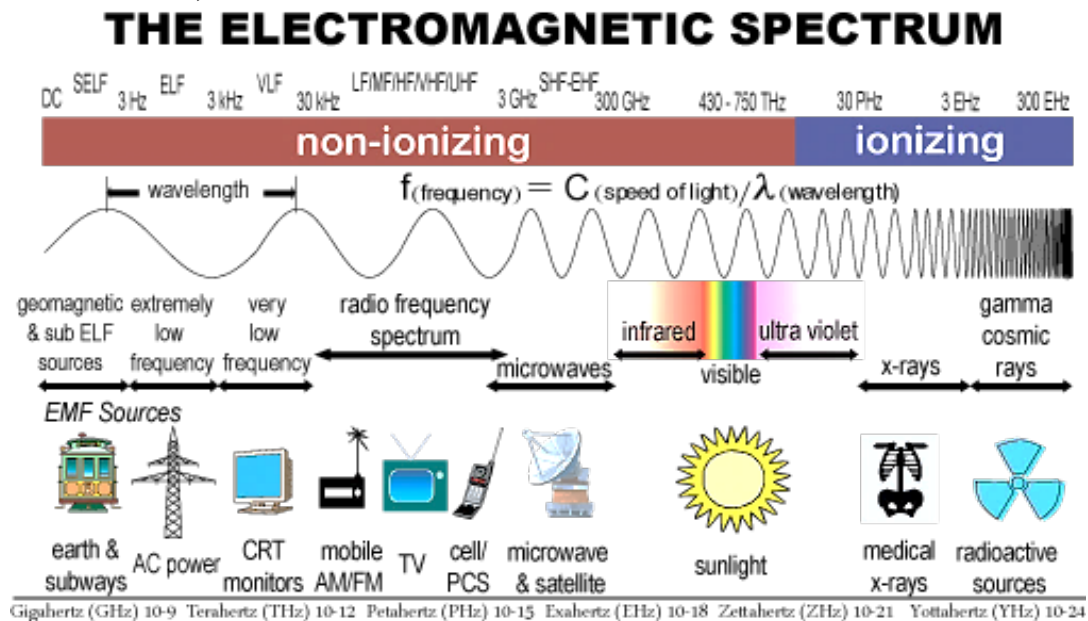 THE ELECTROMAGNETIC SPECTRUM
DC SELF 3 Hz ELF 3 kHz VLF 30 kHz LF/MF/HF/VHF/UHF 3 GHz SHF-EHF 300 GHz 430 - 750 THz 30 PHz 3 EHz 300 EHz
non-ionizing ionizing
wavelength
f(frequency) = C (speed of light)/λ(wavelength)
geomagnetic
& sub ELF
sources
extremely
low
frequency
very
low
frequency
radio frequency
spectrum
microwaves
infrared
visible
ultra violet
x-rays
gamma
cosmic
rays
EMF Sources
earth &
subways
AC power
CRT
monitors
mobile
AM/FM
TV
cell/
PCS
microwave
& satellite
sunlight
medical
x-rays
radioactive
sources
Gigahertz (GHz) 10-9 Terahertz (THz) 10-12 Petahertz (PHz) 10-15 Exahertz (EHz) 10-18 Zettahertz (ZHz) 10-21 Yottahertz (YHz) 10-24